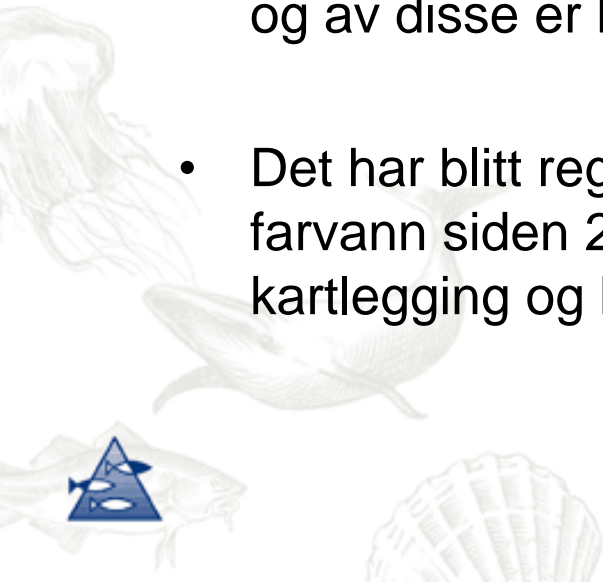 og av disse er
• Det har blitt reg
farvann siden 2
kartlegging og